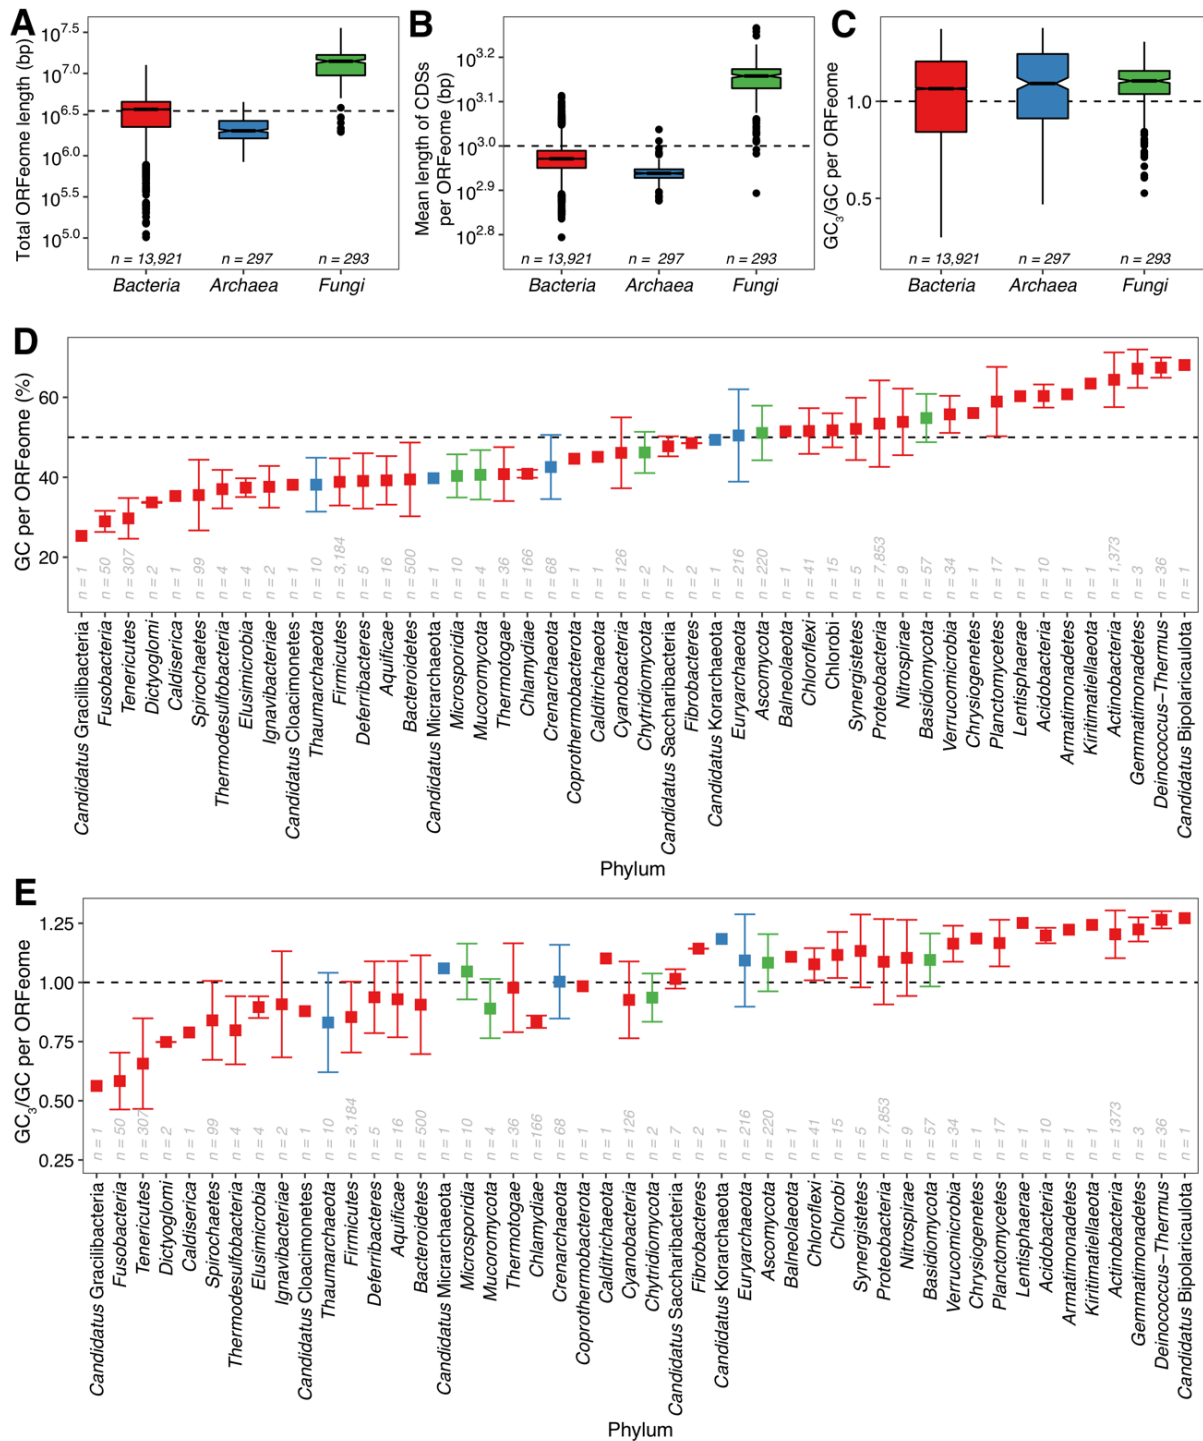 A
B
C
Total ORFeome length (bp)
10^7.5
10^7.0
10^6.5
10^6.0
10^5.5
10^5.0
n = 13,921
n = 297
n = 293
Bacteria
Archaea
Fungi
Mean length of CDSs
per ORFeome (bp)
10^3.2
10^3.1
10^3.0
10^2.9
10^2.8
n = 13,921
n = 297
n = 293
Bacteria
Archaea
Fungi
GC3/GC per ORFeome
1.0
0.5
n = 13,921
n = 297
n = 293
Bacteria
Archaea
Fungi
D
GC per ORFeome (%)
60
40
20
n = 1
n = 50
n = 307
n = 2
n = 1
n = 99
n = 4
n = 4
n = 2
n = 1
n = 10
n = 3,184
n = 5
n = 16
n = 500
n = 1
n = 10
n = 4
n = 36
n = 166
n = 68
n = 1
n = 1
n = 126
n = 2
n = 7
n = 2
n = 1
n = 216
n = 220
n = 1
n = 41
n = 15
n = 5
n = 7,853
n = 9
n = 57
n = 34
n = 1
n = 17
n = 1
n = 10
n = 1
n = 1
n = 1,373
n = 3
n = 36
n = 1
Candidatus Gracilibacteria
Fusobacteria
Tenericutes
Dictyoglomi
Caldiserica
Spirochaetes
Thermodesulfobacteria
Elusimicrobia
Ignavibacteriae
Candidatus Cloacimonetes
Thaumarchaeota
Firmicutes
Deferribacteres
Aquificae
Bacteroidetes
Candidatus Micrarchaeota
Microsporidia
Mucoromycota
Thermotogae
Chlamydiae
Crenarchaeota
Coprothermobacterota
Calditrichaeota
Cyanobacteria
Chytridiomycota
Candidatus Saccharibacteria
Fibrobacteres
Candidatus Korarchaeota
Euryarchaeota
Ascomycota
Balneolaeota
Chloroflexi
Chlorobi
Synergistetes
Proteobacteria
Nitrospirae
Basidiomycota
Verrucomicrobia
Chrysiogenetes
Planctomycetes
Lentisphaerae
Acidobacteria
Armatimonadetes
Kiritimatiellaeota
Actinobacteria
Gemmatimonadetes
Deinococcus−Thermus
Candidatus Bipolaricaulota
Phylum
E
GC3/GC per ORFeome
1.25
1.00
0.75
0.50
0.25
n = 1
n = 50
n = 307
n = 2
n = 1
n = 99
n = 4
n = 4
n = 2
n = 1
n = 10
n = 3,184
n = 5
n = 16
n = 500
n = 1
n = 10
n = 4
n = 36
n = 166
n = 68
n = 1
n = 1
n = 126
n = 2
n = 7
n = 2
n = 1
n = 216
n = 220
n = 1
n = 41
n = 15
n = 5
n = 7,853
n = 9
n = 57
n = 34
n = 1
n = 17
n = 1
n = 10
n = 1
n = 1
n = 1373
n = 3
n = 36
n = 1
Candidatus Gracilibacteria
Fusobacteria
Tenericutes
Dictyoglomi
Caldiserica
Spirochaetes
Thermodesulfobacteria
Elusimicrobia
Ignavibacteriae
Candidatus Cloacimonetes
Thaumarchaeota
Firmicutes
Deferribacteres
Aquificae
Bacteroidetes
Candidatus Micrarchaeota
Microsporidia
Mucoromycota
Thermotogae
Chlamydiae
Crenarchaeota
Coprothermobacterota
Calditrichaeota
Cyanobacteria
Chytridiomycota
Candidatus Saccharibacteria
Fibrobacteres
Candidatus Korarchaeota
Euryarchaeota
Ascomycota
Balneolaeota
Chloroflexi
Chlorobi
Synergistetes
Proteobacteria
Nitrospirae
Basidiomycota
Verrucomicrobia
Chrysiogenetes
Planctomycetes
Lentisphaerae
Acidobacteria
Armatimonadetes
Kiritimatiellaeota
Actinobacteria
Gemmatimonadetes
Deinococcus−Thermus
Candidatus Bipolaricaulota
Phylum